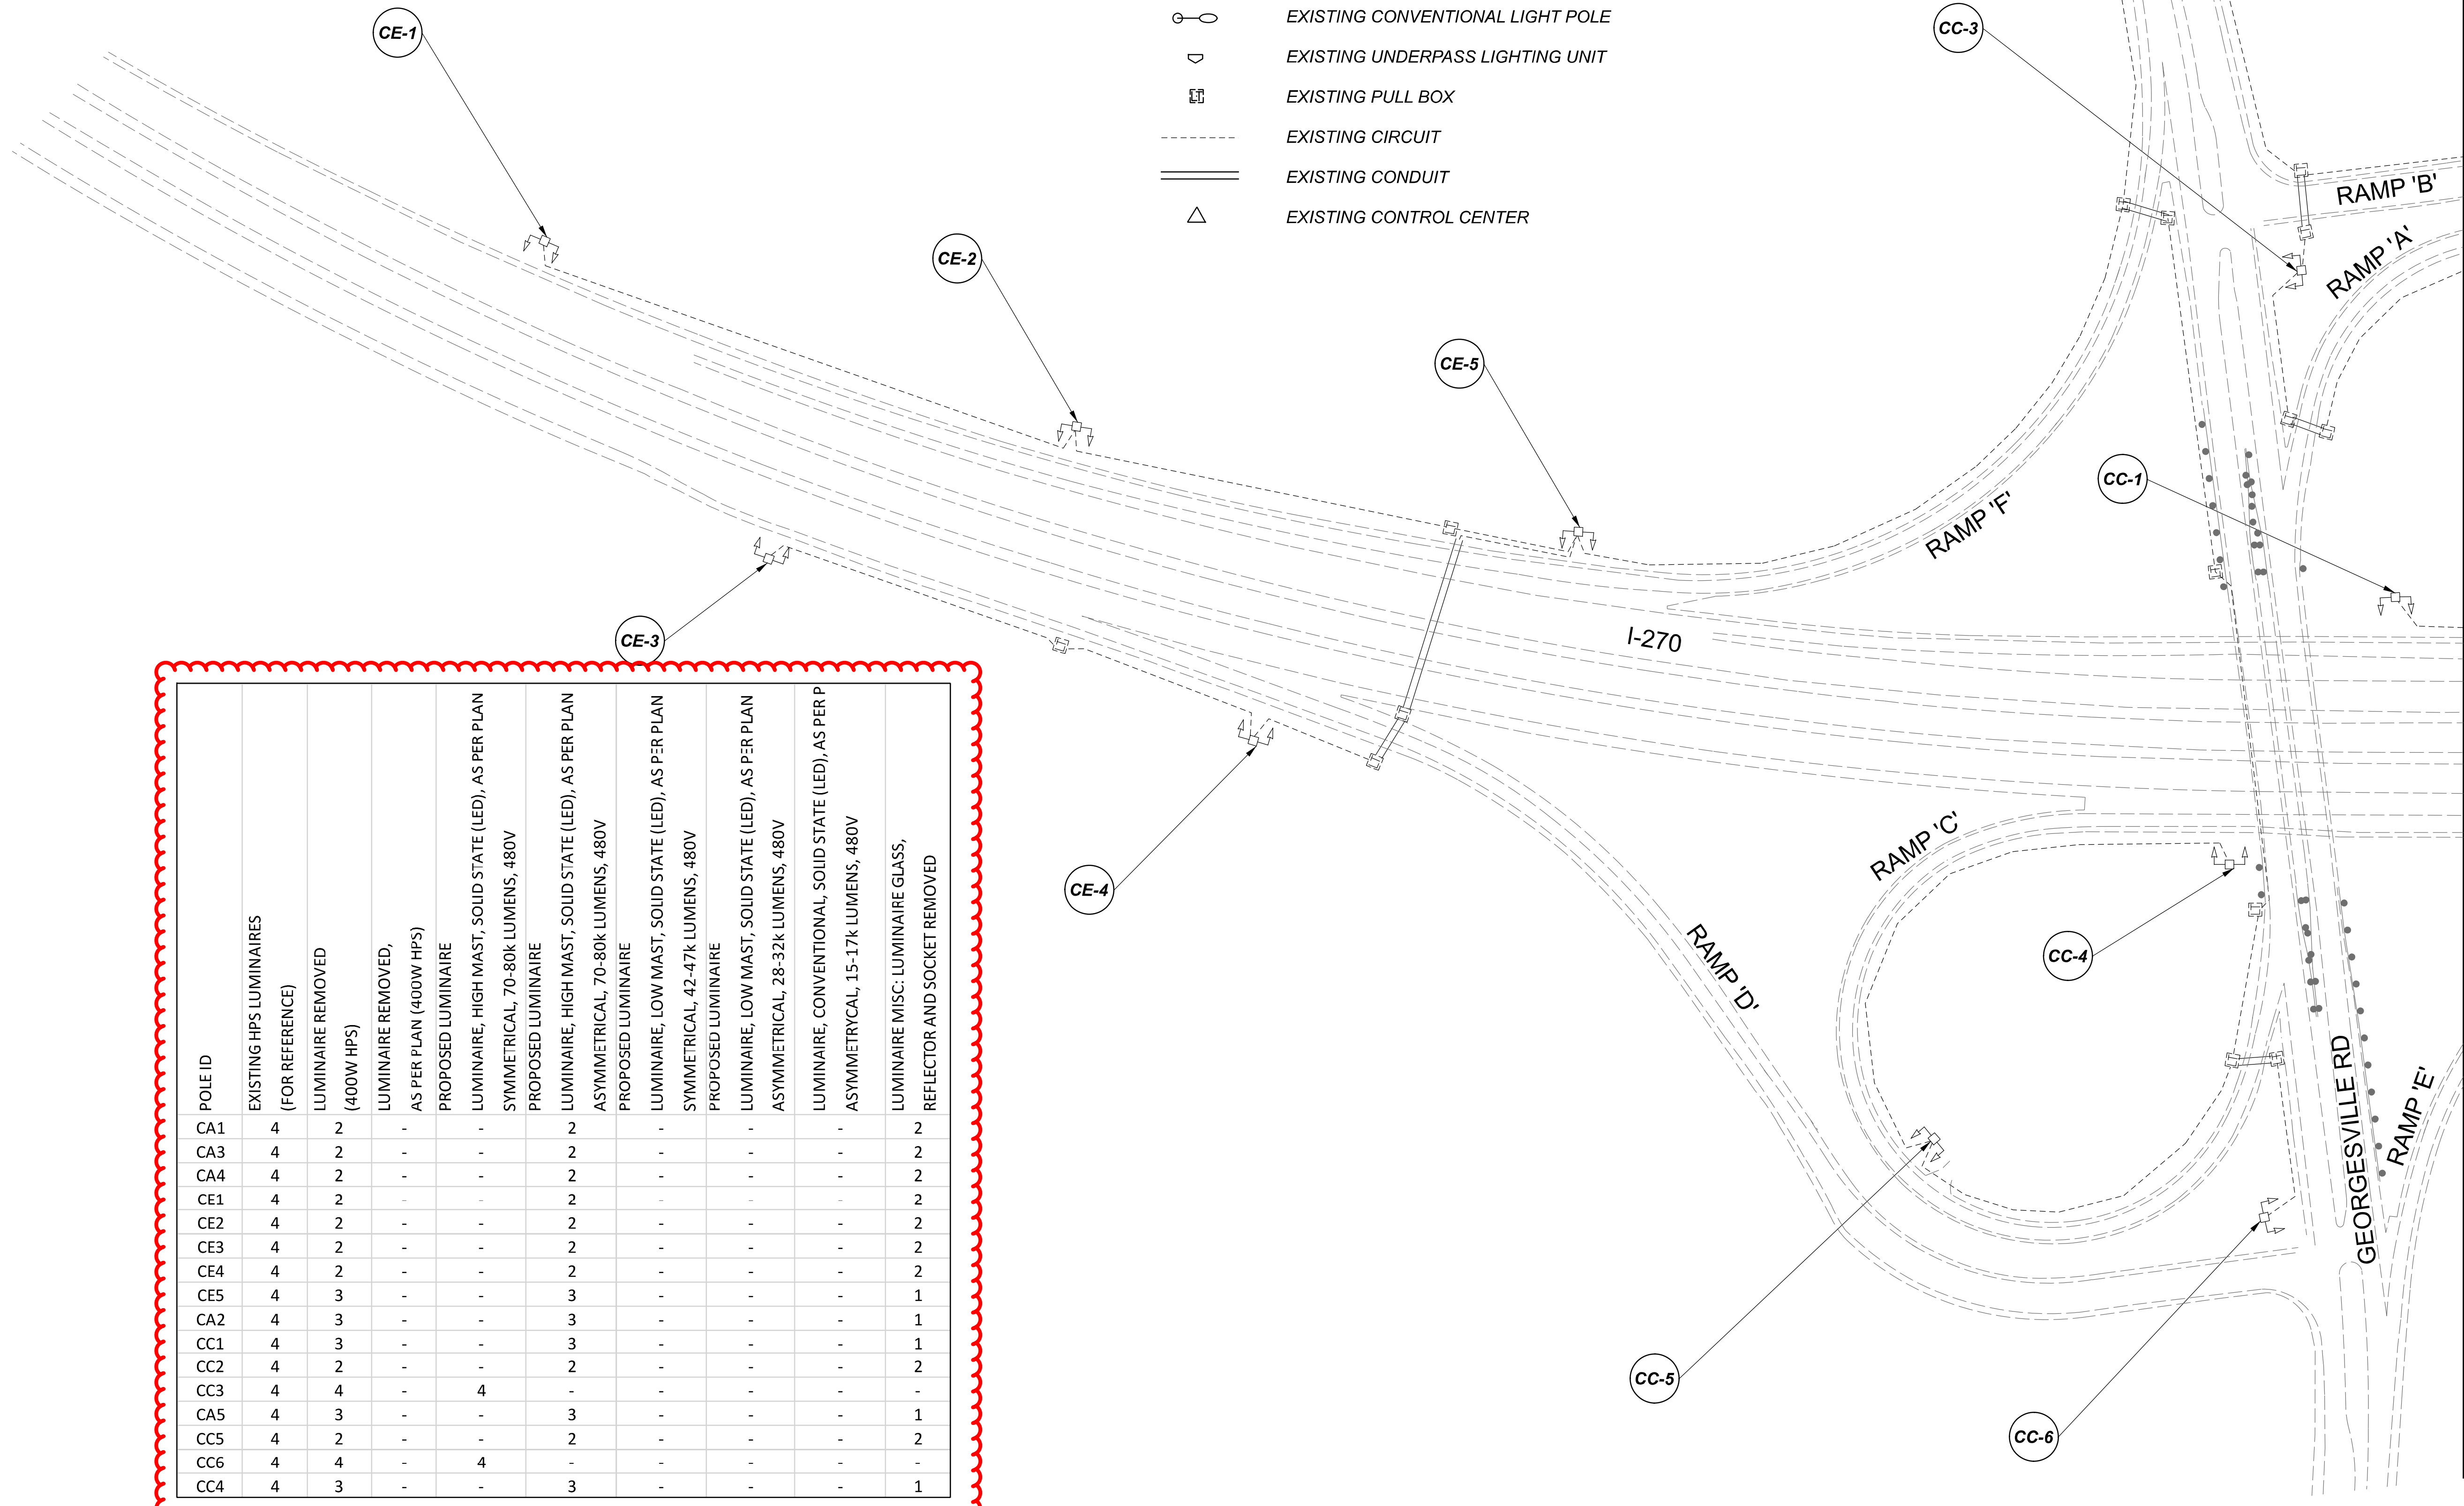 EXISTING CONVENTIONAL LIGHT POLE
EXISTING UNDERPASS LIGHTING UNIT
EXISTING PULL BOX
EXISTING CIRCUIT
EXISTING CONDUIT
EXISTING CONTROL CENTER
CE-1
CC-3
RAMP 'B'
CE-2
RAMP 'A'
CE-5
CC-1
RAMP 'F'
CE-3
I-270
RAMP 'C'
CE-4
CC-4
RAMP 'D'
GEORGESVILLE RD
RAMP 'E'
CC-5
CC-6
POLE ID
EXISTING HPS LUMINAIRES
(FOR REFERENCE)
LUMINAIRE REMOVED
(400W HPS)
LUMINAIRE REMOVED,
AS PER PLAN (400W HPS)
PROPOSED LUMINAIRE
LUMINAIRE, HIGH MAST, SOLID STATE (LED), AS PER PLAN
SYMMETRICAL, 70-80k LUMENS, 480V
PROPOSED LUMINAIRE
LUMINAIRE, HIGH MAST, SOLID STATE (LED), AS PER PLAN
ASYMMETRICAL, 70-80k LUMENS, 480V
PROPOSED LUMINAIRE
LUMINAIRE, LOW MAST, SOLID STATE (LED), AS PER PLAN
SYMMETRICAL, 42-47k LUMENS, 480V
PROPOSED LUMINAIRE
LUMINAIRE, LOW MAST, SOLID STATE (LED), AS PER PLAN
ASYMMETRICAL, 28-32k LUMENS, 480V
LUMINAIRE, CONVENTIONAL, SOLID STATE (LED), AS PER P
ASYMMETRYCAL, 15-17k LUMENS, 480V
LUMINAIRE MISC: LUMINAIRE GLASS,
REFLECTOR AND SOCKET REMOVED
CA1 4 2 - - 2 - - - 2
CA3 4 2 - - 2 - - - 2
CA4 4 2 - - 2 - - - 2
CE1 4 2 - - 2 - - - 2
CE2 4 2 - - 2 - - - 2
CE3 4 2 - - 2 - - - 2
CE4 4 2 - - 2 - - - 2
CE5 4 3 - - 3 - - - 1
CA2 4 3 - - 3 - - - 1
CC1 4 3 - - 3 - - - 1
CC2 4 2 - - 2 - - - 2
CC3 4 4 - 4 - - - - -
CA5 4 3 - - 3 - - - 1
CC5 4 2 - - 2 - - - 2
CC6 4 4 - 4 - - - - -
CC4 4 3 - - 3 - - - 1